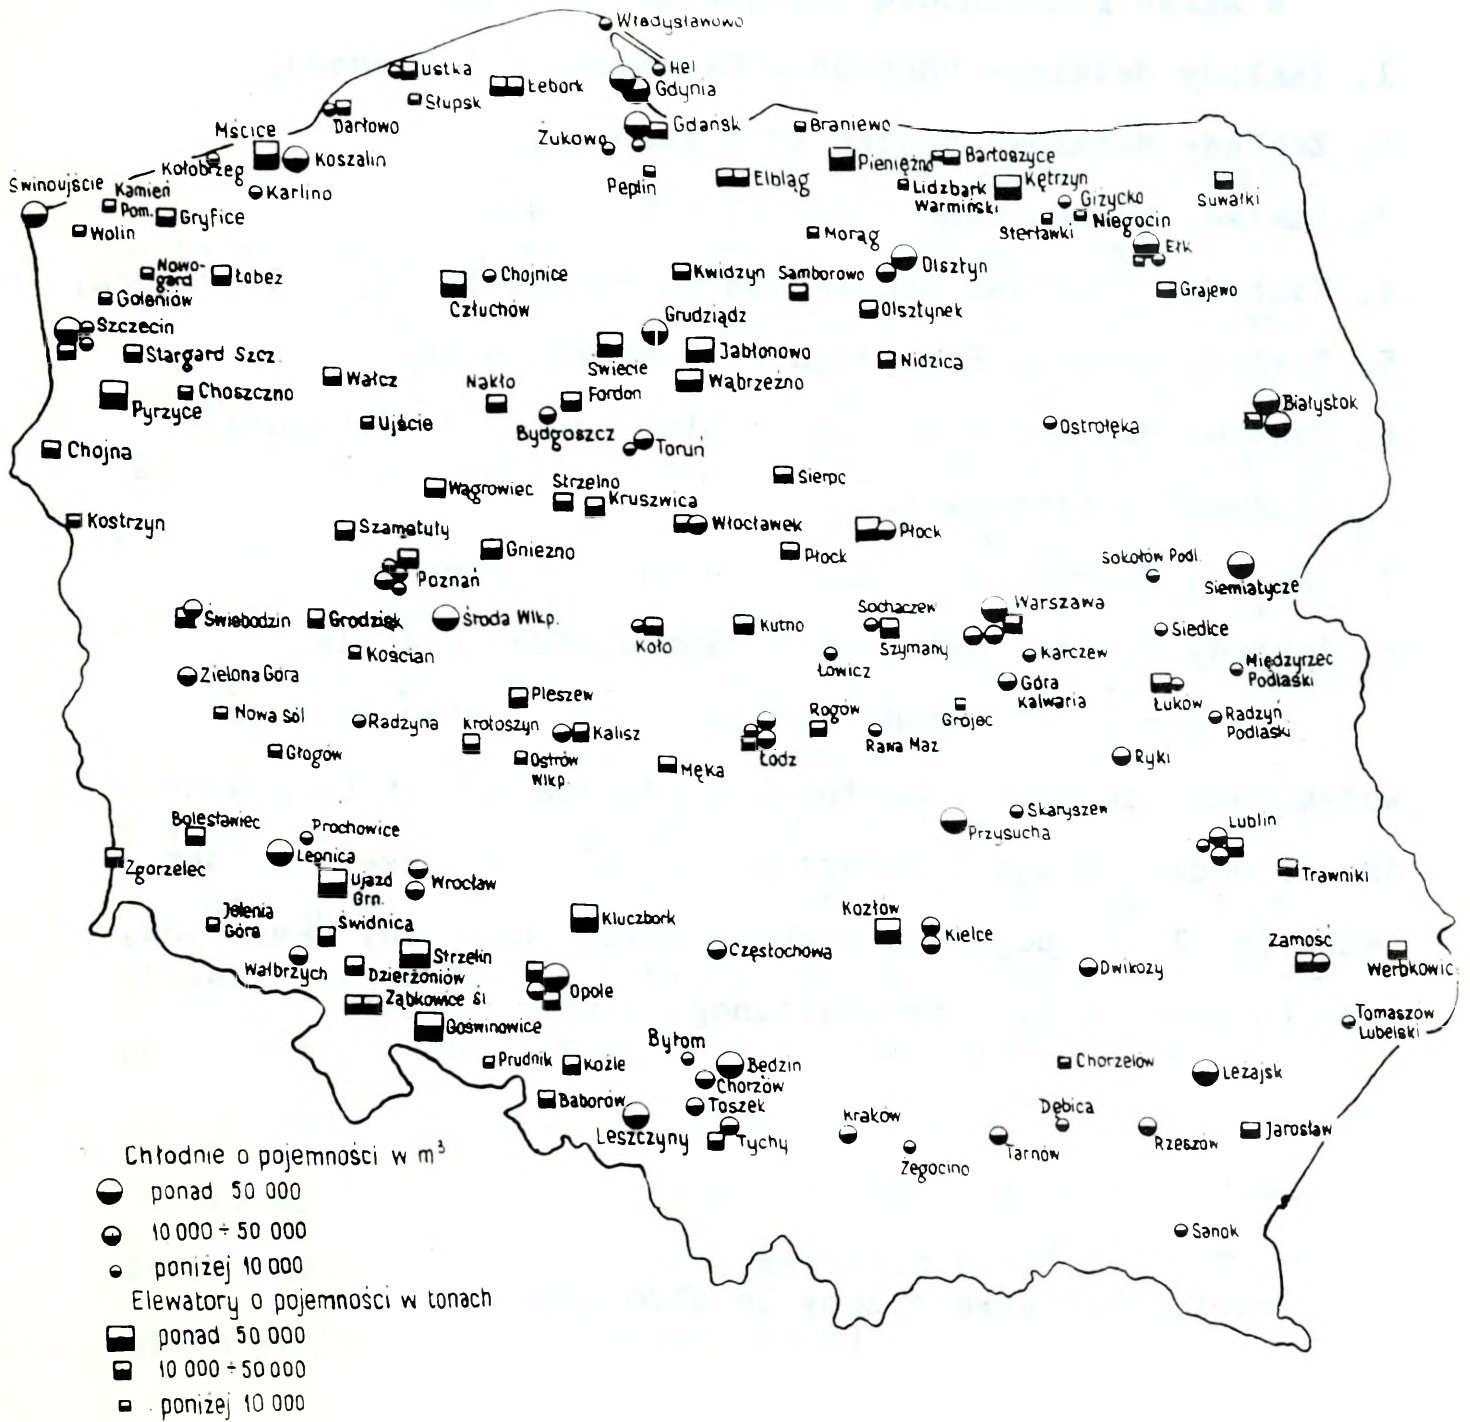 Władysławowo
Hel
Ustka
Łebork
Gdynia
Słupsk
Darłowo
Gdańsk
Braniewo
Mścice
Żukowo
Koszalin
Pieniężno
Bartoszyce
Kołobrzeg
Świnoujście
Kamień
Pom.
Karlino
Peplin
Elbląg
Lidzbark
Warmiński
Kętrzyn
Giżycko
Suwałki
Gryfice
Wolin
Sterławki
Niegocin
Morąg
Ełk
Nowo-
gard
Łobez
Chojnice
Kwidzyn
Samborowo
Olsztyn
Goleniów
Człuchów
Grajewo
Szczecin
Grudziądz
Olsztynek
Stargard Szcz.
Świecie
Jabłonowo
Nidzica
Wałcz
Nakło
Wąbrzeźno
Choszczno
Fordon
Pyrzyce
Białystok
Ujście
Bydgoszcz
Ostrołęka
Toruń
Chojna
Sierpc
Wągrowiec
Strzelno
Kruszwica
Kostrzyn
Szamotuły
Włocławek
Płock
Gniezno
Płock
Sokołów Podl.
Poznań
Siemiatycze
Świebodzin
Grodzisk
Środa Wlkp.
Koło
Kutno
Sochaczew
Warszawa
Szymany
Siedlce
Kościan
Łowicz
Karczew
Międzyrzec
Podlaski
Zielona Góra
Góra
Kalwaria
Łuków
Pleszew
Nowa Sól
Radzyna
Krotoszyn
Kalisz
Rogów
Grójec
Radzyń
Podlaski
Głogów
Ostrów
Wlkp.
Łódź
Rawa Maz
Męka
Ryki
Bolesławiec
Prochowice
Skaryszew
Przysucha
Lublin
Legnica
Zgorzelec
Ujazd
Grn.
Wrocław
Trawniki
Jelenia
Góra
Świdnica
Kluczbork
Kozłów
Kielce
Zamość
Strzelin
Częstochowa
Wałbrzych
Dzierżoniów
Dwikozy
Werbkowic
Ząbkowice śl
Opole
Goświnowice
Tomaszów
Lubelski
Bytom
Prudnik
Koźle
Będzin
Chorzów
Chorzelów
Leżajsk
Baborów
Toszek
Leszczyny
Tychy
Kraków
Dębica
Tarnów
Rzeszów
Jarosław
Żegocino
Sanok
Chłodnie o pojemności w m³
ponad 50 000
10 000 ÷ 50 000
poniżej 10 000
Elewatory o pojemności w tonach
ponad 50 000
10 000 ÷ 50 000
poniżej 10 000